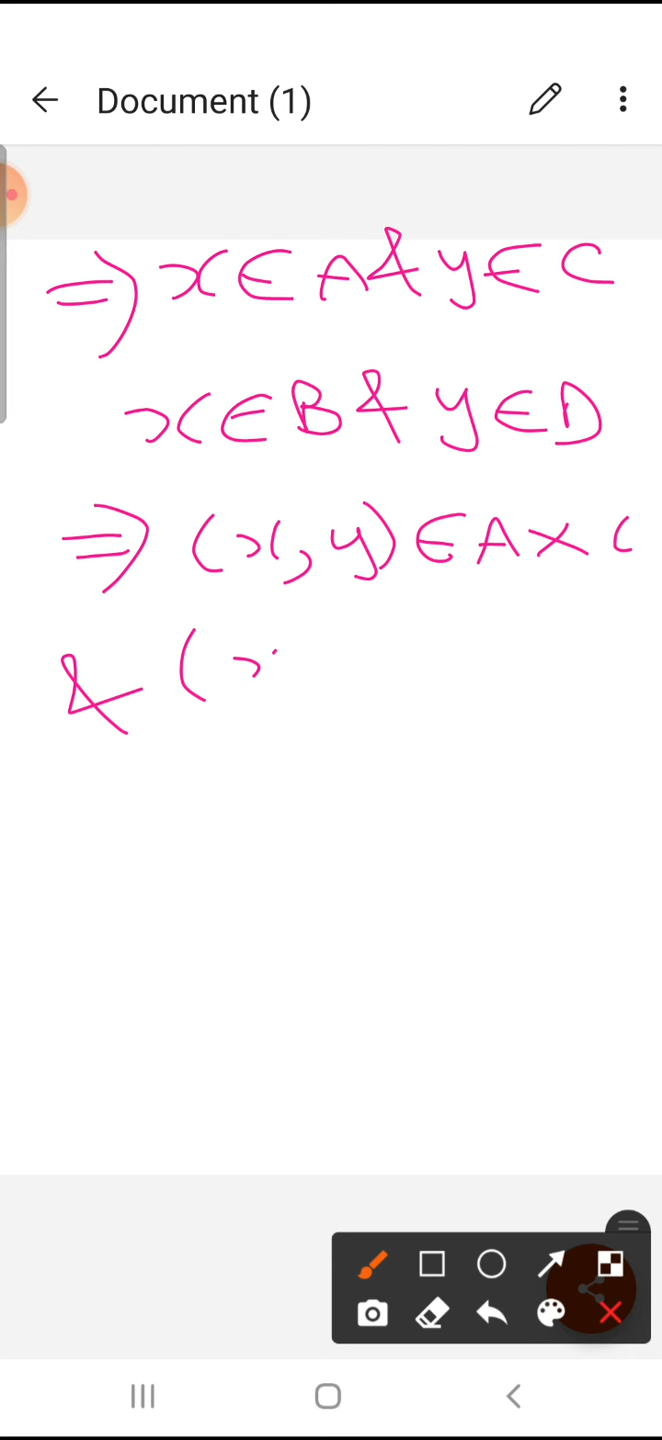 Document (1)
⇒ x ∈ A & y ∈ C
x ∈ B & y ∈ D
⇒ (x, y) ∈ A × C
& (x